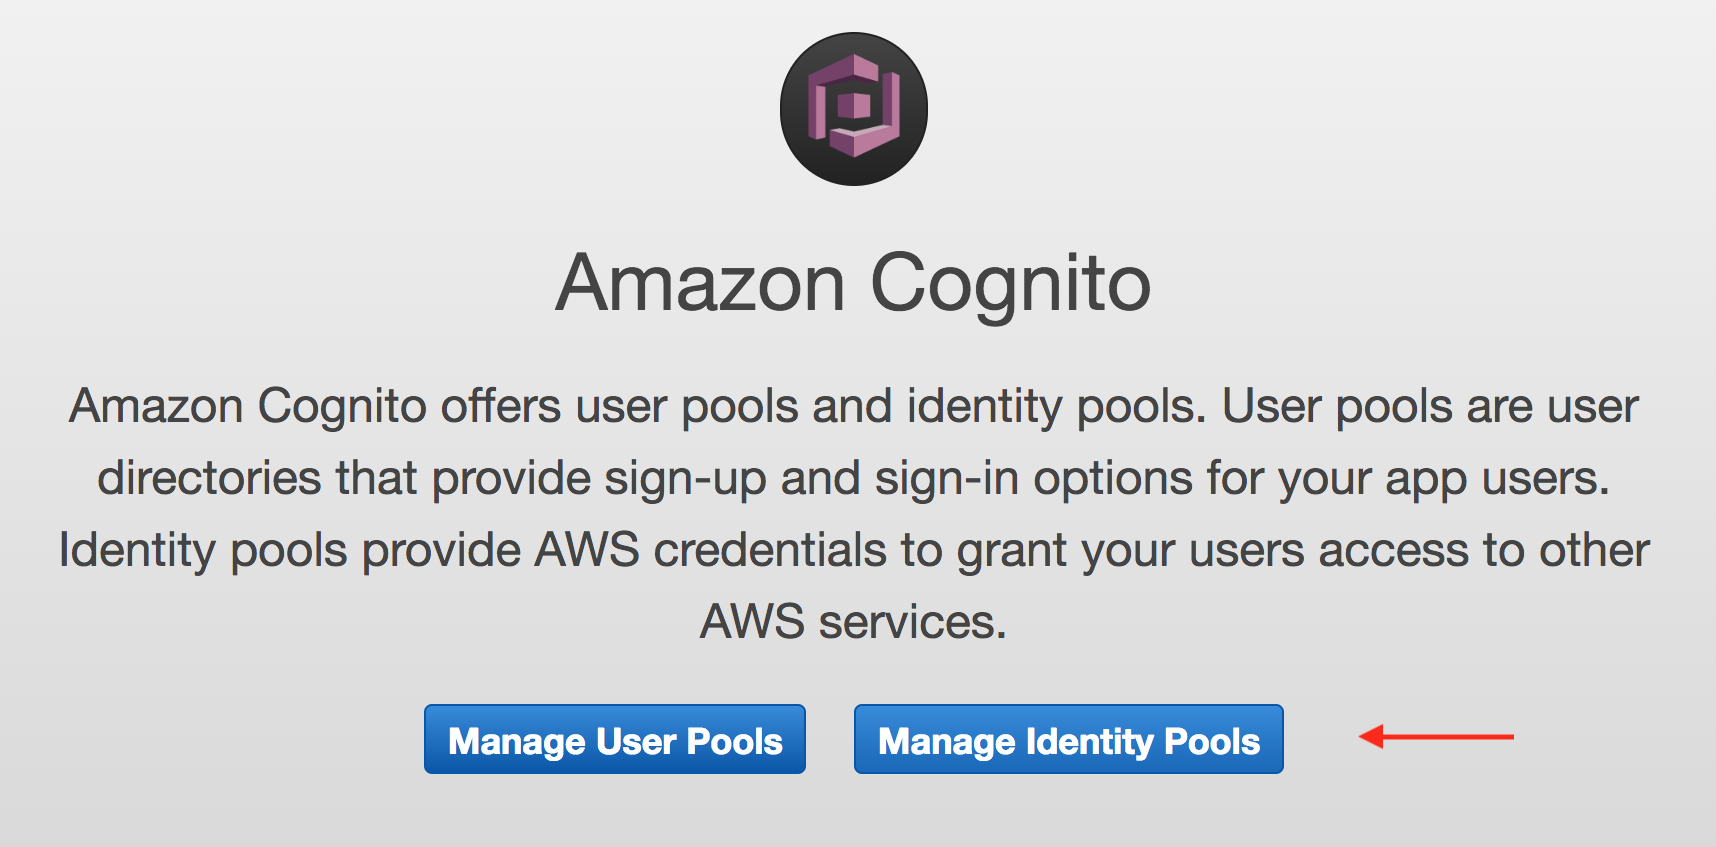 Amazon Cognito
Amazon Cognito offers user pools and identity pools. User pools are user
directories that provide sign-up and sign-in options for your app users.
Identity pools provide AWS credentials to grant your users access to other
AWS services.
Manage User Pools
Manage Identity Pools